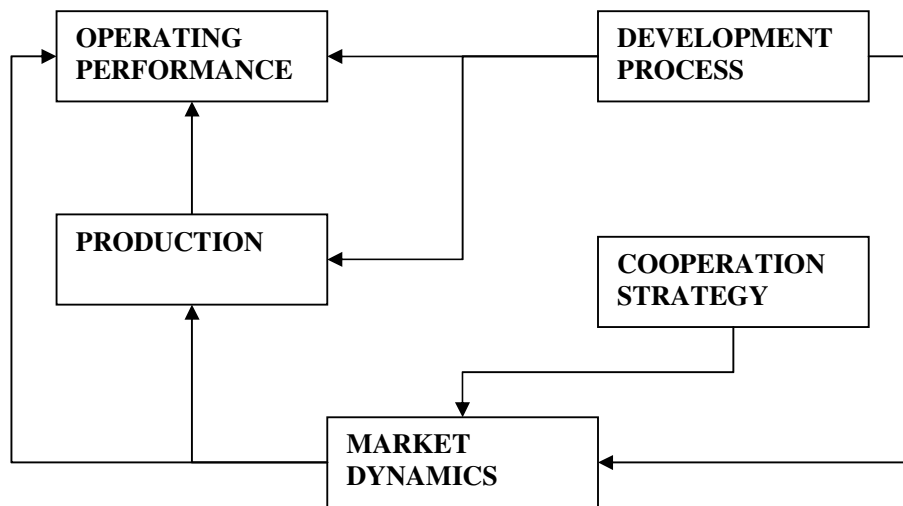 OPERATING
PERFORMANCE
DEVELOPMENT
PROCESS
PRODUCTION
COOPERATION
STRATEGY
MARKET
DYNAMICS